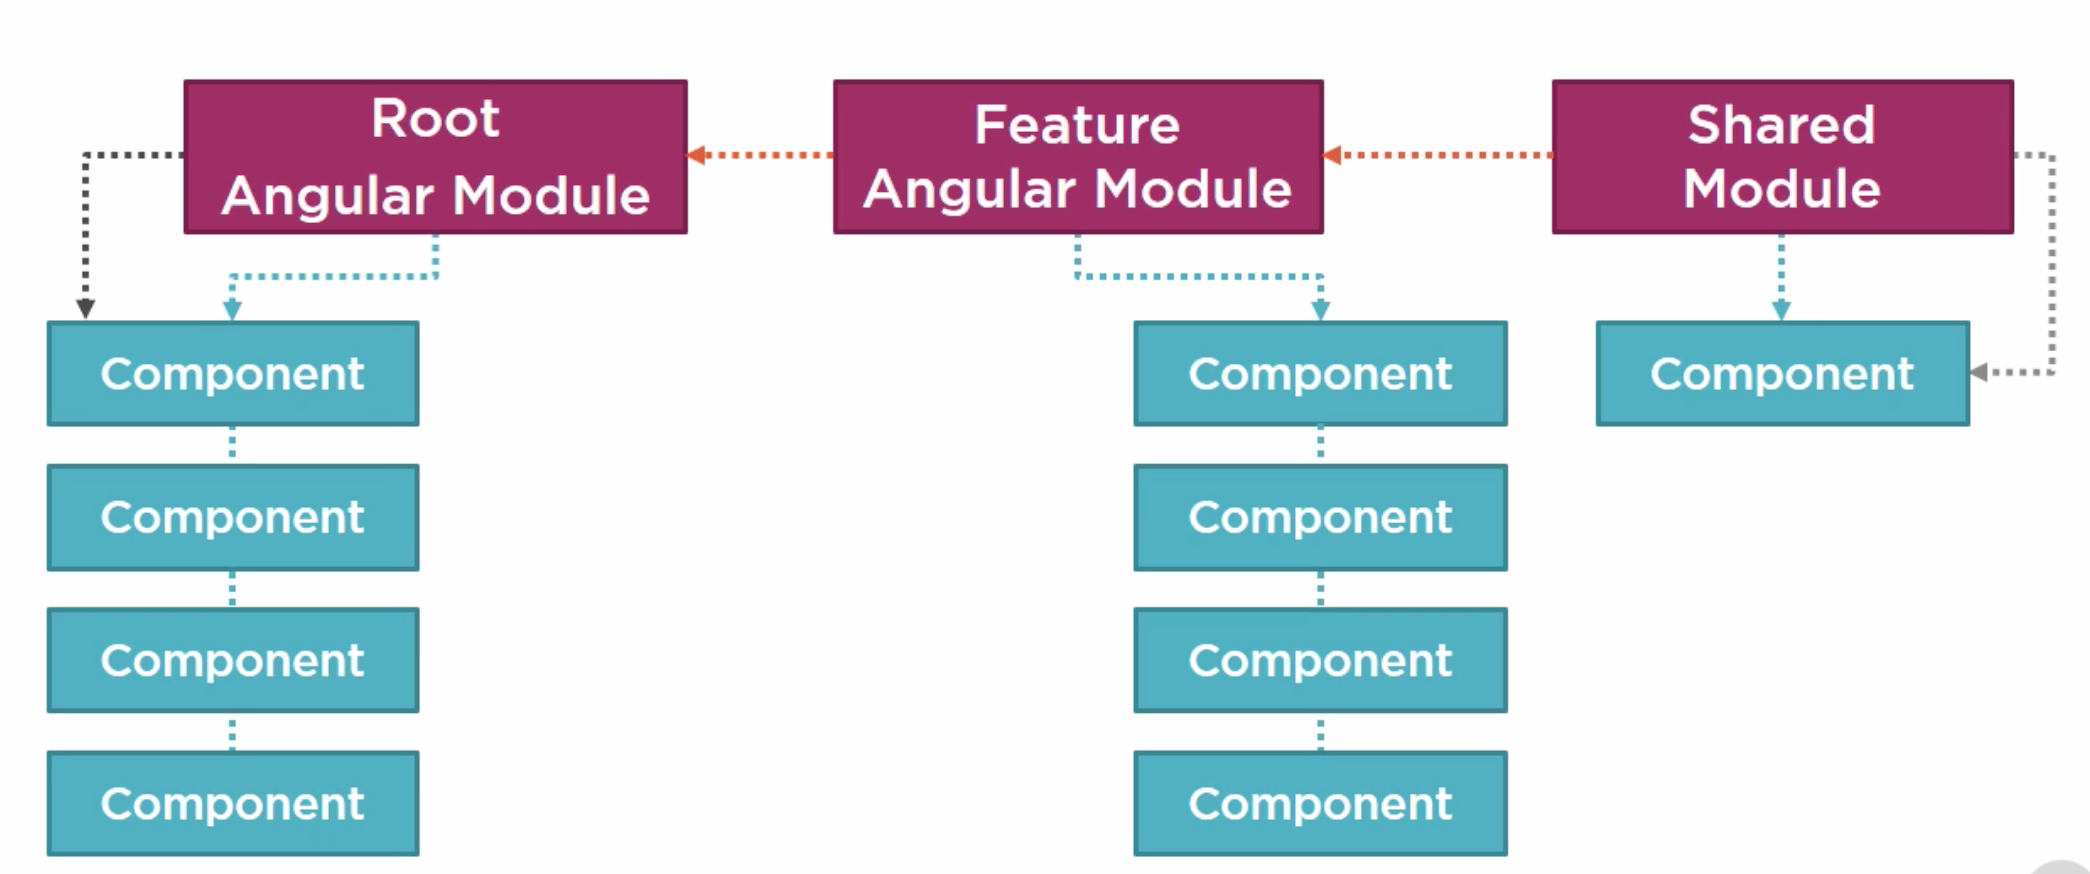 Root
Angular Module
Feature
Angular Module
Shared
Module
Component
Component
Component
Component
Component
Component
Component
Component
Component